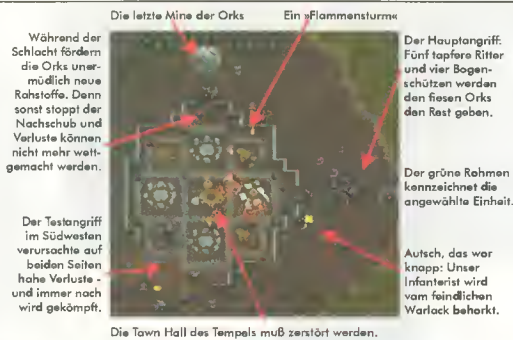 Die letzte Mine der Orks
Ein »Flammensturm«
Während der
Schlacht fördern
die Orks uner-
müdlich neue
Rohstoffe. Denn
sonst stoppt der
Nachschub und
Verluste können
nicht mehr wett-
gemacht werden.
Der Testangriff
im Südwesten
verursachte auf
beiden Seiten
hohe Verluste -
und immer noch
wird gekämpft.
Der Hauptangriff:
Fünf tapfere Ritter
und vier Bogen-
schützen werden
den fiesen Orks
den Rest geben.
Der grüne Rahmen
kennzeichnet die
angewählte Einheit.
Autsch, das war
knapp: Unser
Infanterist wird
vom feindlichen
Warlock beharkt.
Die Town Hall des Tempels muß zerstört werden.